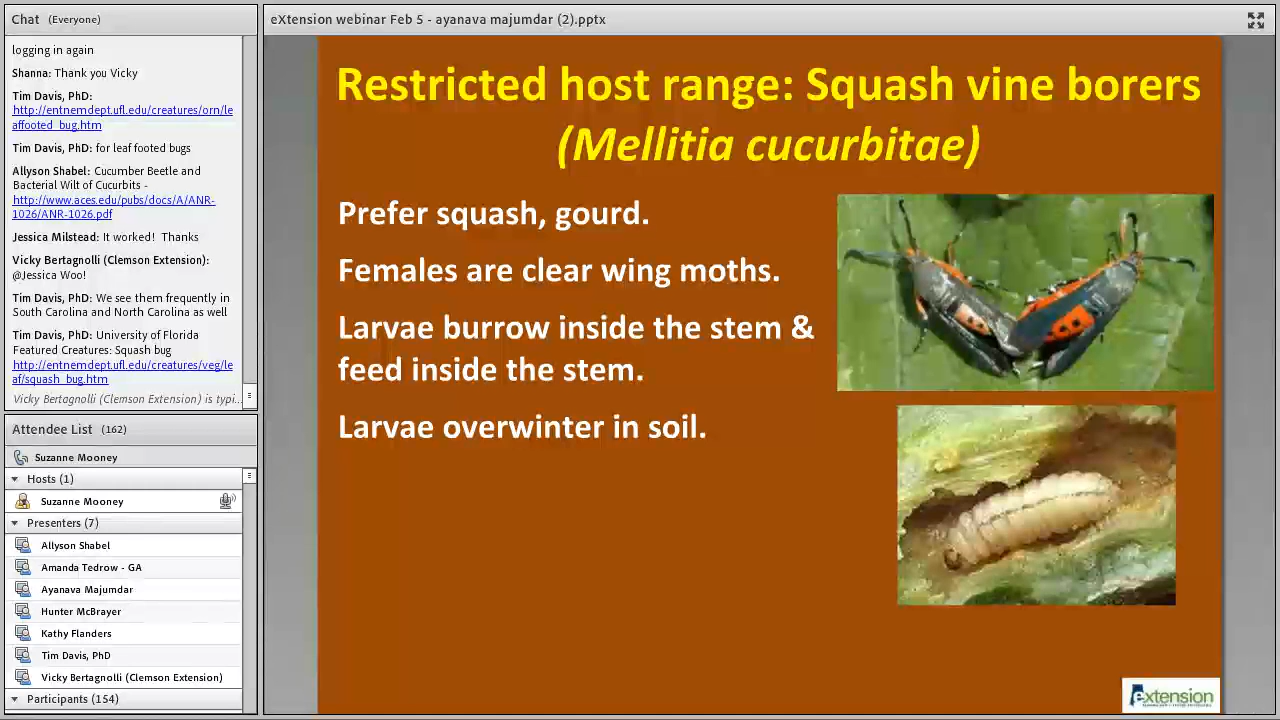 Chat (Everyone)
logging in again
Shanna: Thank you Vicky
Tim Davis, PhD:
http://entnemdept.ufl.edu/creatures/orn/le
affooted_bug.htm
Tim Davis, PhD: for leaf footed bugs
Allyson Shabel: Cucumber Beetle and
Bacterial Wilt of Cucurbits -
http://www.aces.edu/pubs/docs/A/ANR-
1026/ANR-1026.pdf
Jessica Milstead: It worked! Thanks
Vicky Bertagnolli (Clemson Extension):
@Jessica Woo!
Tim Davis, PhD: We see them frequently in
South Carolina and North Carolina as well
Tim Davis, PhD: University of Florida
Featured Creatures: Squash bug
http://entnemdept.ufl.edu/creatures/veg/le
af/squash_bug.htm
Vicky Bertagnolli (Clemson Extension) is typi...
Attendee List (162)
Suzanne Mooney
Hosts (1)
Suzanne Mooney
Presenters (7)
Allyson Shabel
Amanda Tedrow - GA
Ayanava Majumdar
Hunter McBrayer
Kathy Flanders
Tim Davis, PhD
Vicky Bertagnolli (Clemson Extension)
Participants (154)
eXtension webinar Feb 5 - ayanava majumdar (2).pptx
Restricted host range: Squash vine borers
(Mellitia cucurbitae)
Prefer squash, gourd.
Females are clear wing moths.
Larvae burrow inside the stem &
feed inside the stem.
Larvae overwinter in soil.
extension